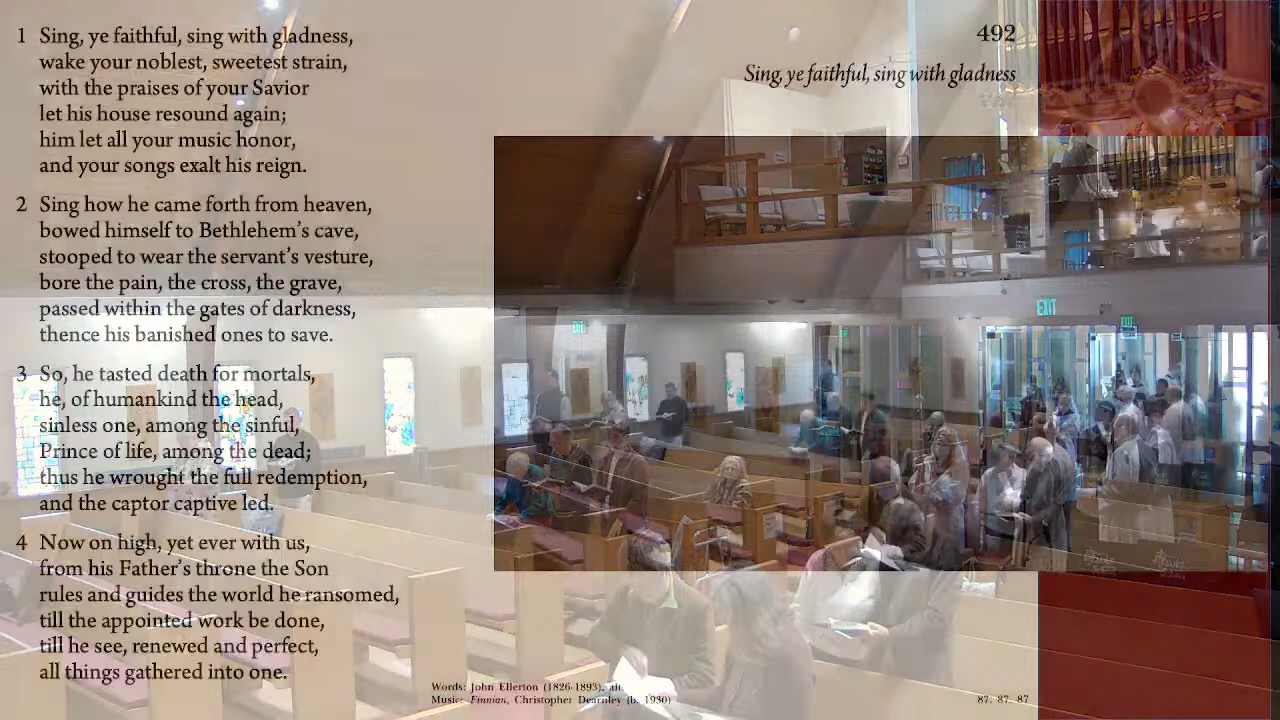 492
Sing, ye faithful, sing with gladness
1 Sing, ye faithful, sing with gladness,
wake your noblest, sweetest strain,
with the praises of your Savior
let his house resound again;
him let all your music honor,
and your songs exalt his reign.
2 Sing how he came forth from heaven,
bowed himself to Bethlehem's cave,
stooped to wear the servant's vesture,
bore the pain, the cross, the grave,
passed within the gates of darkness,
thence his banished ones to save.
3 So, he tasted death for mortals,
he, of humankind the head,
sinless one, among the sinful,
Prince of life, among the dead;
thus he wrought the full redemption,
and the captor captive led.
4 Now on high, yet ever with us,
from his Father's throne the Son
rules and guides the world he ransomed,
till the appointed work be done,
till he see, renewed and perfect,
all things gathered into one.
EXIT
Words: John Ellerton (1826-1893), alt.
Music: Finnian, Christopher Dearnley (b. 1930)
87. 87. 87